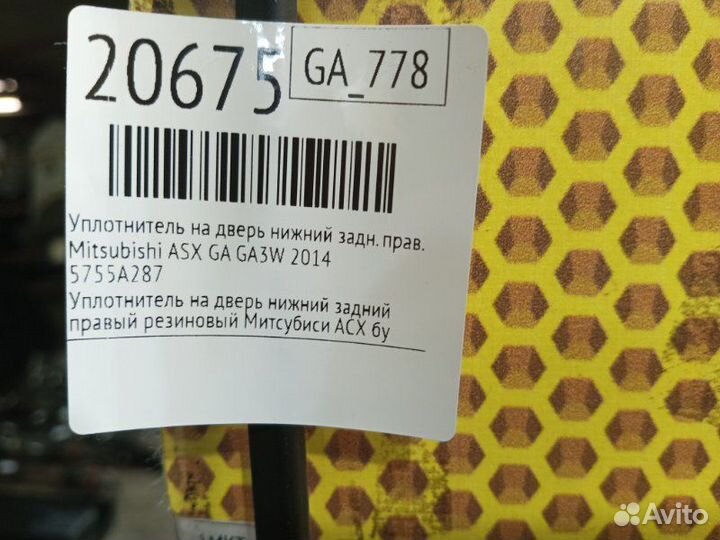 20675
GA_778
Уплотнитель на дверь нижний задн. прав.
Mitsubishi ASX GA GA3W 2014
5755A287
Уплотнитель на дверь нижний задний
правый резиновый Митсубиси АСХ бу
Avito